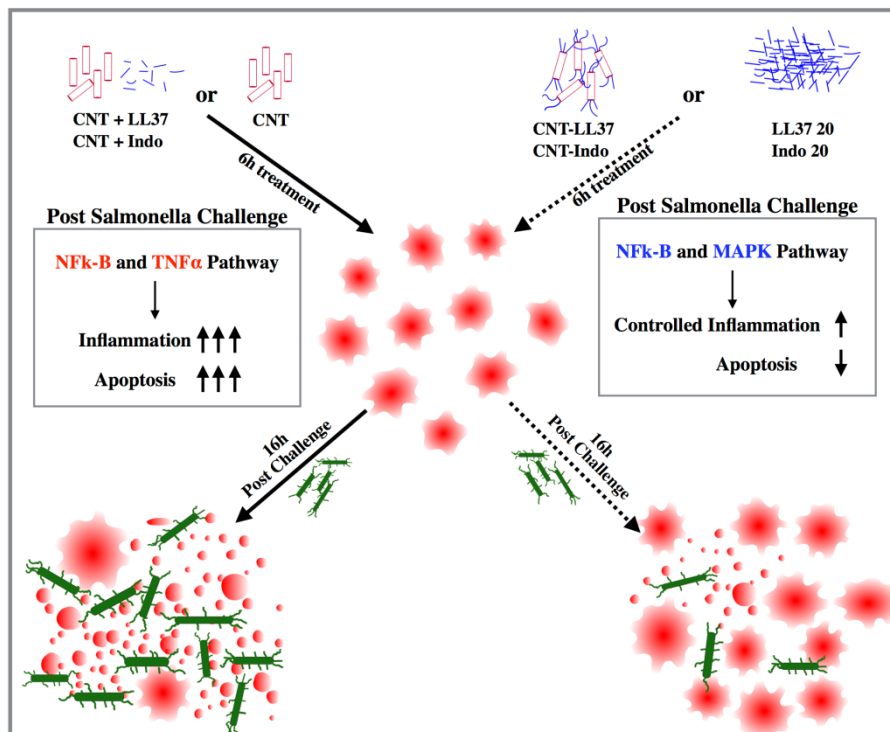 or
CNT + LL37
CNT + Indo
CNT
6h treatment
or
CNT-LL37
CNT-Indo
LL37 20
Indo 20
6h treatment
Post Salmonella Challenge
NFk-B and TNFα Pathway
Inflammation
Apoptosis
Post Salmonella Challenge
NFk-B and MAPK Pathway
Controlled Inflammation
Apoptosis
16h
Post Challenge
16h
Post Challenge